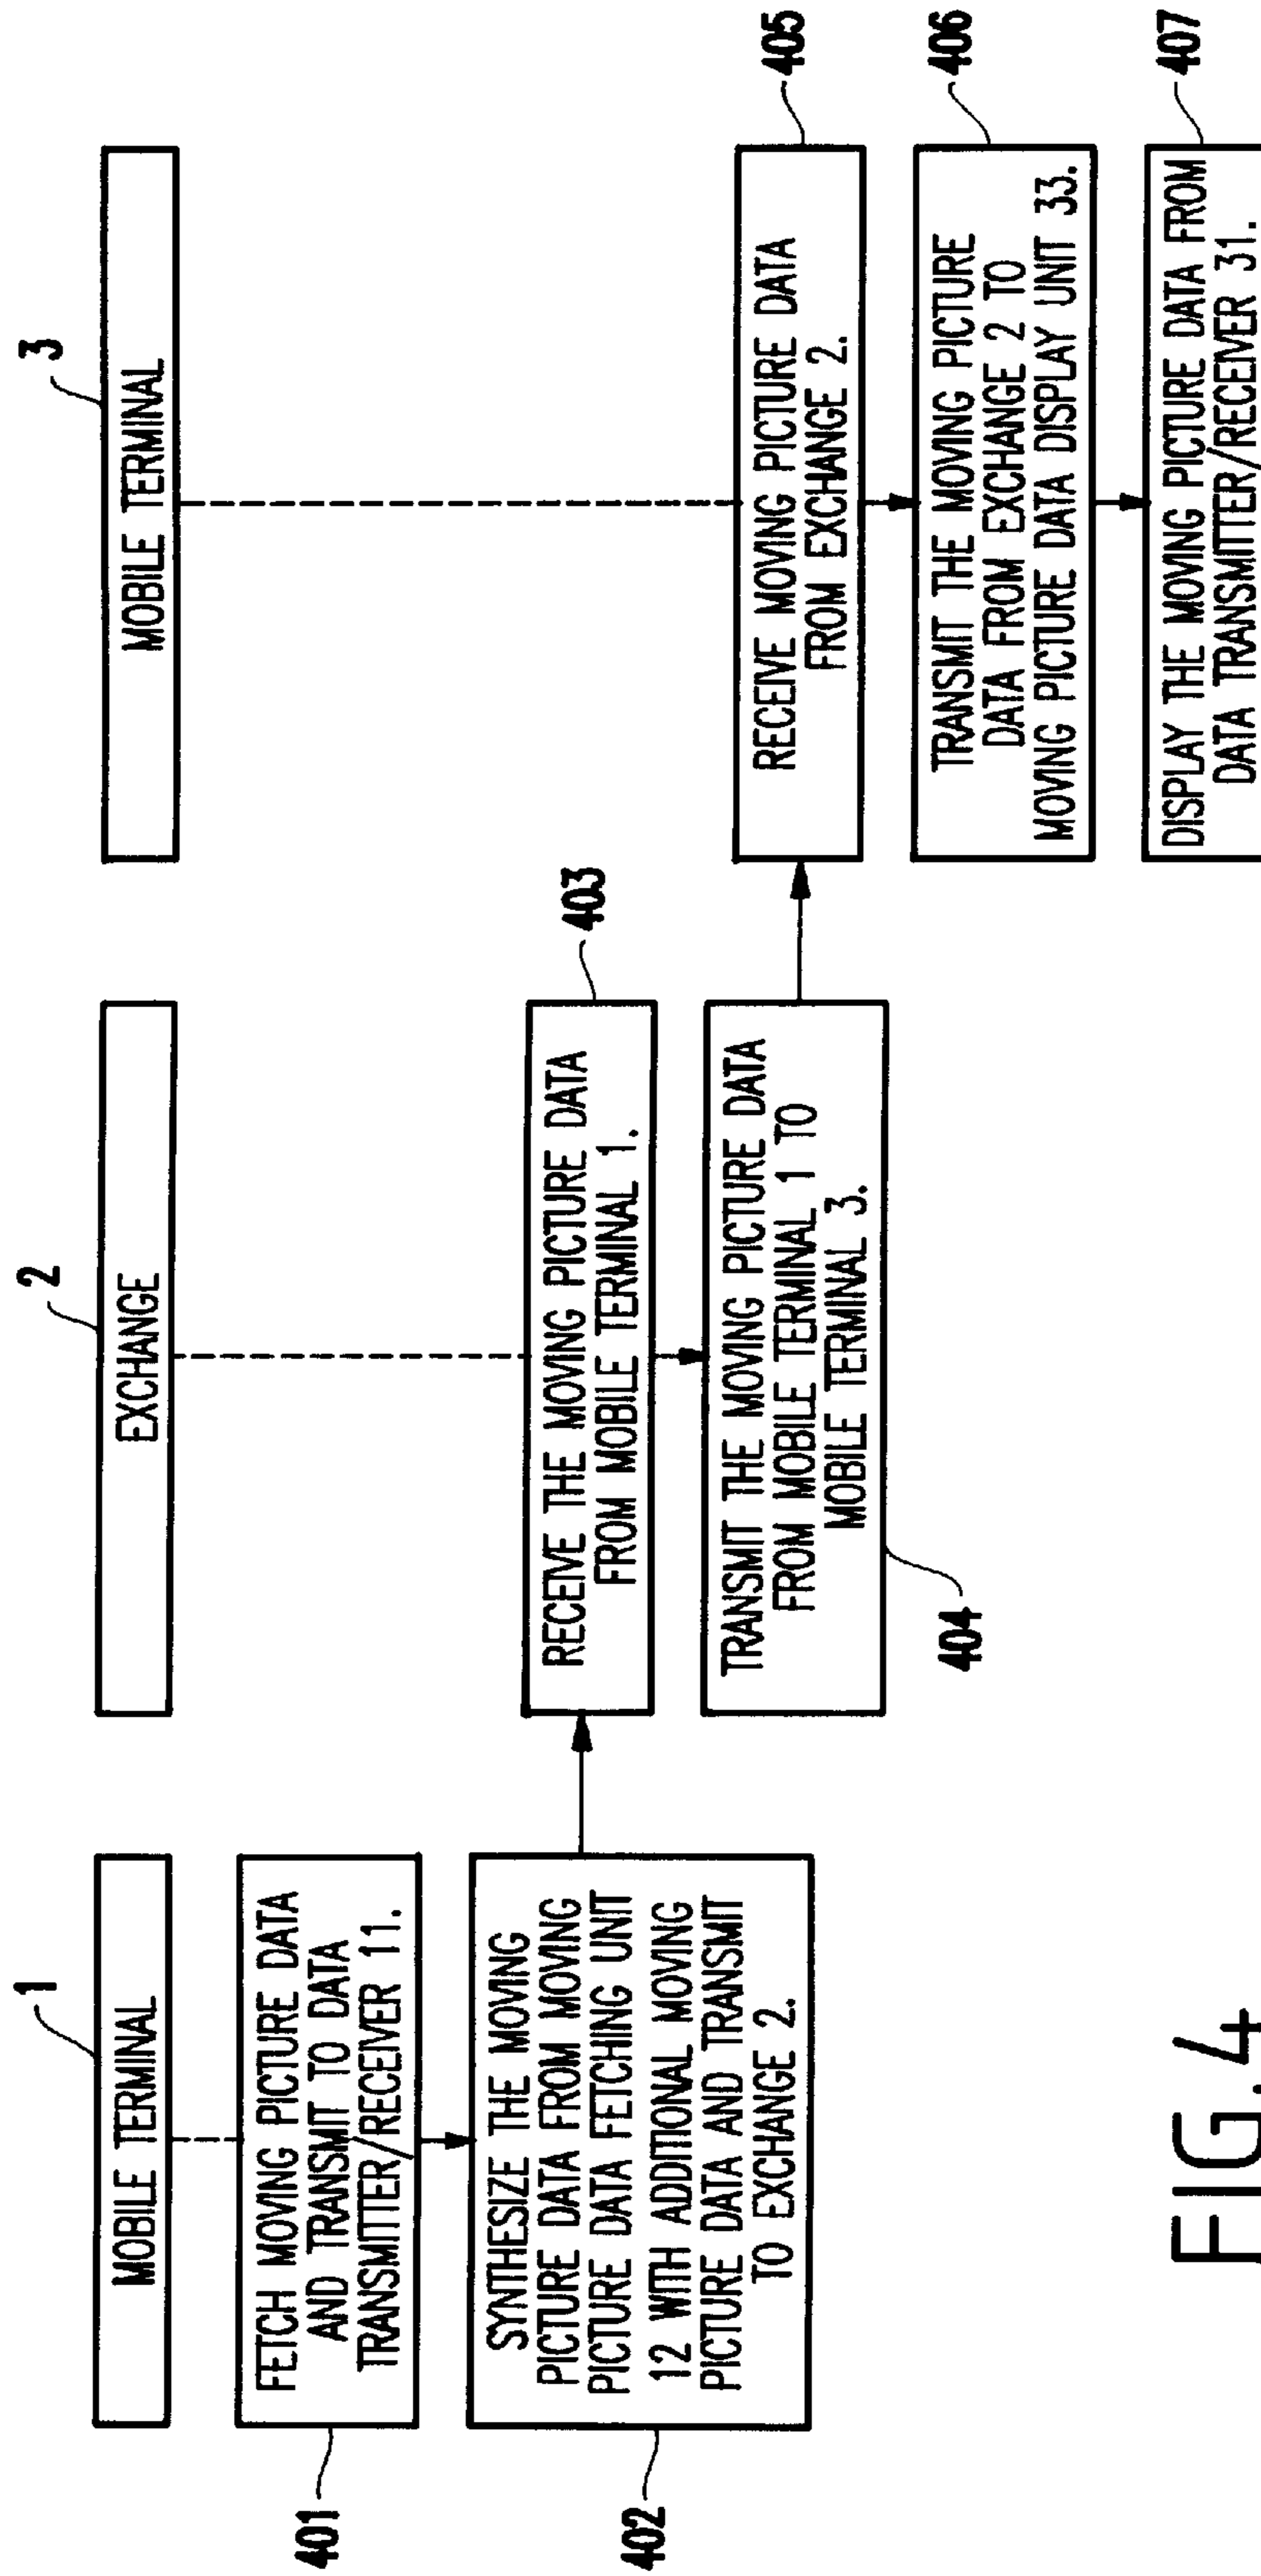 1
MOBILE TERMINAL
2
EXCHANGE
3
MOBILE TERMINAL
401
FETCH MOVING PICTURE DATA
AND TRANSMIT TO DATA
TRANSMITTER/RECEIVER 11.
402
SYNTHESIZE THE MOVING
PICTURE DATA FROM MOVING
PICTURE DATA FETCHING UNIT
12 WITH ADDITIONAL MOVING
PICTURE DATA AND TRANSMIT
TO EXCHANGE 2.
403
RECEIVE THE MOVING PICTURE DATA
FROM MOBILE TERMINAL 1.
404
TRANSMIT THE MOVING PICTURE DATA
FROM MOBILE TERMINAL 1 TO
MOBILE TERMINAL 3.
405
RECEIVE MOVING PICTURE DATA
FROM EXCHANGE 2.
406
TRANSMIT THE MOVING PICTURE
DATA FROM EXCHANGE 2 TO
MOVING PICTURE DATA DISPLAY UNIT 33.
407
DISPLAY THE MOVING PICTURE DATA FROM
DATA TRANSMITTER/RECEIVER 31.
FIG.4